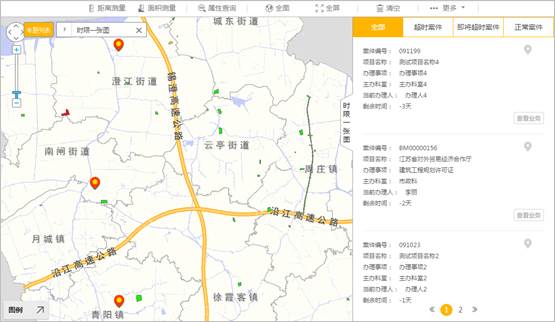 距离测量 面积测量 属性查询 全图 全屏 清空 更多
专题列表 时限一张图
全部 超时案件 即将超时案件 正常案件
城东街道
澄江街道
锡澄高速公路
云亭街道
南闸街道
周庄镇
沿江高速公路
月城镇
沿江高速公路
徐霞客镇
青阳镇
图例
时限一张图
案件编号： 091199
项目名称： 测试项目名称4
办理事项： 办理事项4
主办科室： 主办科室4
当前办理人： 办理人4
剩余时间： -3天
查看业务
案件编号： BM00000156
项目名称： 江苏省对外贸易经济合作厅
办理事项： 建筑工程规划许可证
主办科室： 市政科
当前办理人： 李丽
剩余时间： -2天
查看业务
案件编号： 091023
项目名称： 测试项目名称2
办理事项： 办理事项2
主办科室： 主办科室2
当前办理人： 办理人2
剩余时间： -1天
1 2